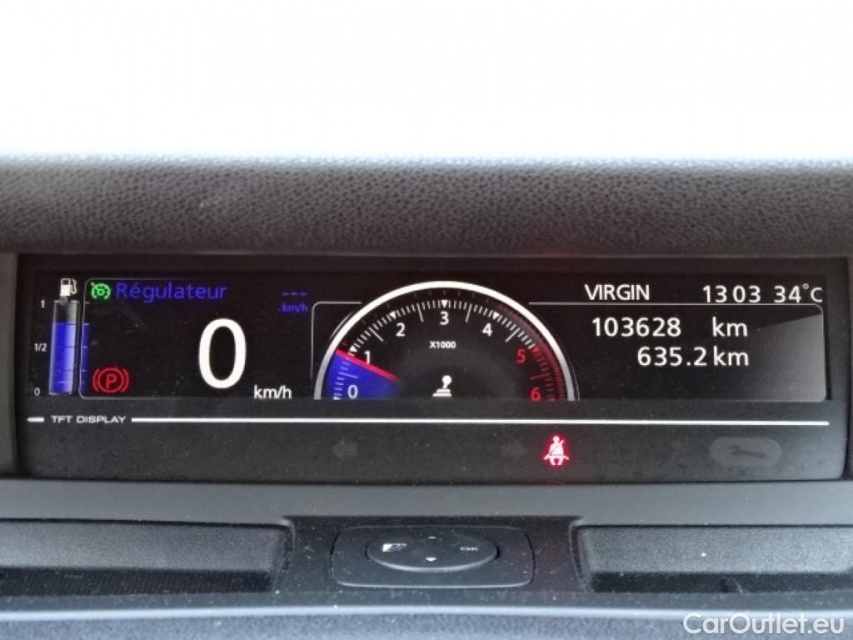 Régulateur
--- km/h
VIRGIN 13 03 34°C
1
1/2
0
0 km/h
0 1 2 3 4 5 6
X1000
103628 km
635.2 km
P
TFT DISPLAY
OK
CarOutlet.eu